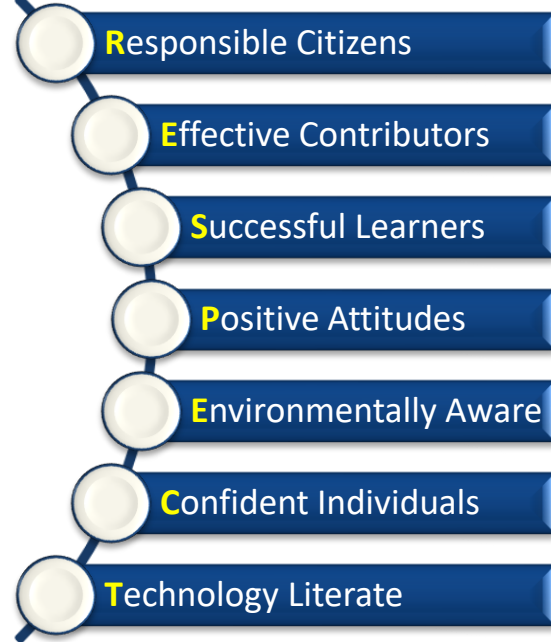 Responsible Citizens
Effective Contributors
Successful Learners
Positive Attitudes
Environmentally Aware
Confident Individuals
Technology Literate